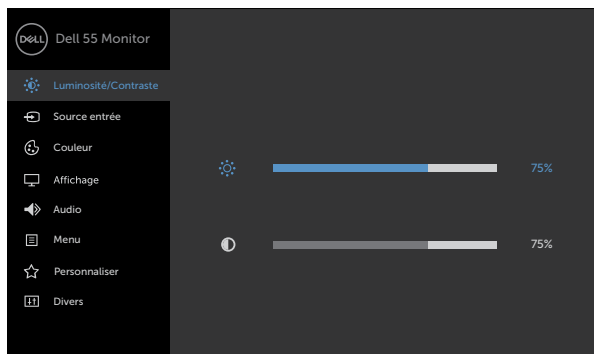 DELL
Dell 55 Monitor
Luminosité/Contraste
Source entrée
Couleur
Affichage
Audio
Menu
Personnaliser
Divers
75%
75%